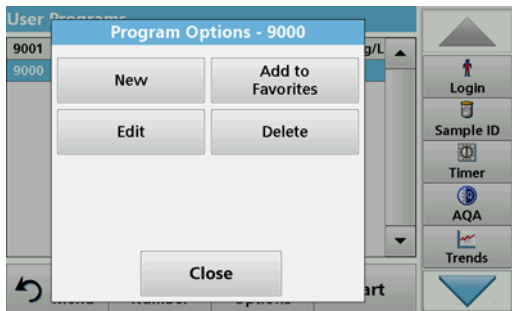 User Programs
Program Options - 9000
9001
g/L
9000
New
Add to
Favorites
Edit
Delete
Close
Login
Sample ID
Timer
AQA
Trends